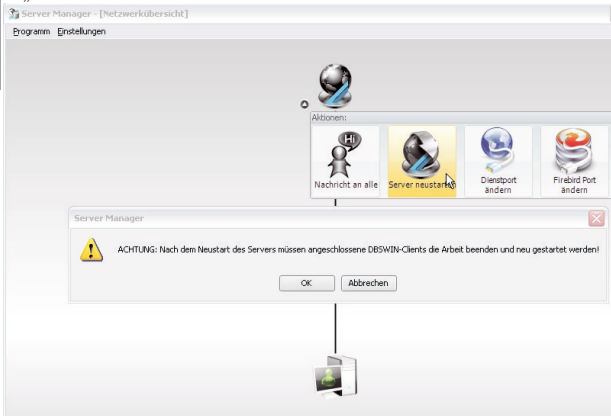 Server Manager - [Netzwerkübersicht]
Programm Einstellungen
Aktionen:
Hi
Nachricht an alle
Server neustarten
Dienstport
ändern
Firebird Port
ändern
Server Manager
ACHTUNG: Nach dem Neustart des Servers müssen angeschlossene DBSWIN-Clients die Arbeit beenden und neu gestartet werden!
OK
Abbrechen